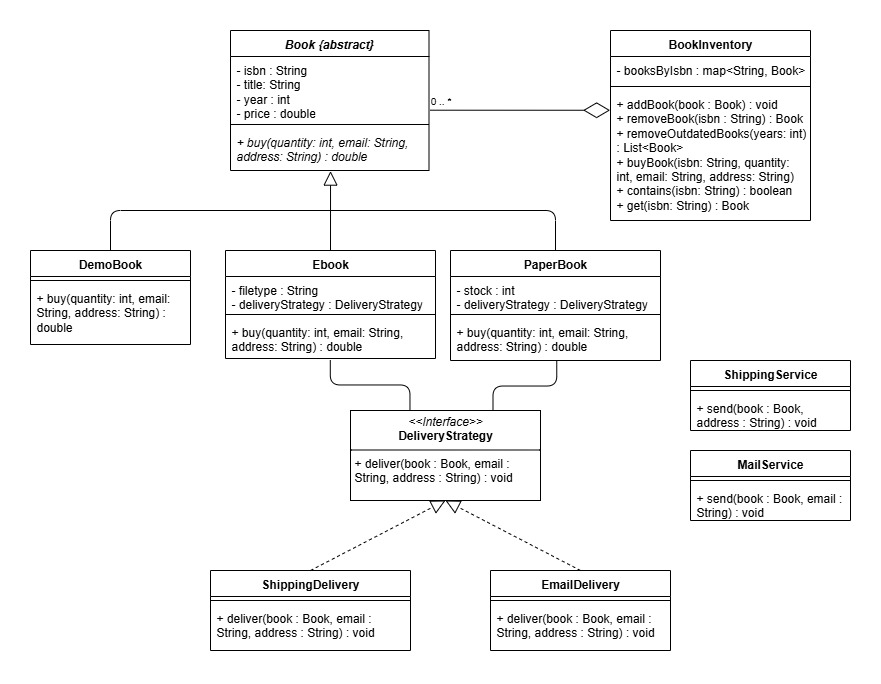 Book {abstract}
- isbn : String
- title: String
- year : int
- price : double
+ buy(quantity: int, email: String,
address: String) : double
0 .. *
BookInventory
- booksByIsbn : map<String, Book>
+ addBook(book : Book) : void
+ removeBook(isbn : String) : Book
+ removeOutdatedBooks(years: int)
: List<Book>
+ buyBook(isbn: String, quantity:
int, email: String, address: String)
+ contains(isbn: String) : boolean
+ get(isbn: String) : Book
DemoBook
+ buy(quantity: int, email:
String, address: String) :
double
Ebook
- filetype : String
- deliveryStrategy : DeliveryStrategy
+ buy(quantity: int, email: String,
address: String) : double
PaperBook
- stock : int
- deliveryStrategy : DeliveryStrategy
+ buy(quantity: int, email: String,
address: String) : double
ShippingService
+ send(book : Book,
address : String) : void
<<Interface>>
DeliveryStrategy
+ deliver(book : Book, email :
String, address : String) : void
MailService
+ send(book : Book, email :
String) : void
ShippingDelivery
+ deliver(book : Book, email :
String, address : String) : void
EmailDelivery
+ deliver(book : Book, email :
String, address : String) : void